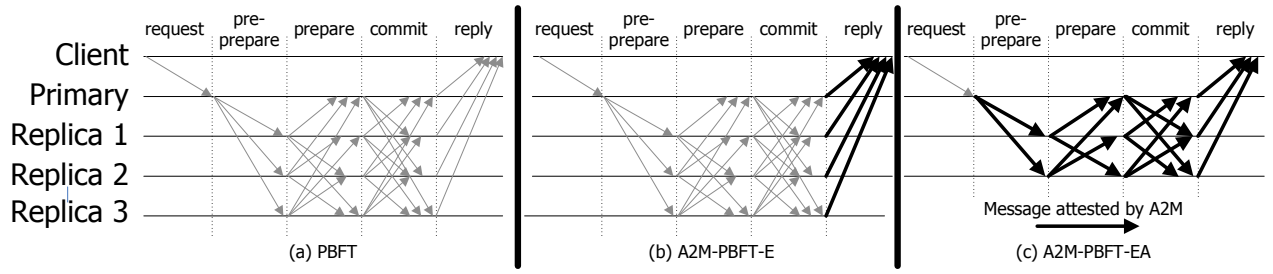 request
pre-
prepare
prepare
commit
reply
request
pre-
prepare
prepare
commit
reply
request
pre-
prepare
prepare
commit
reply
Client
Primary
Replica 1
Replica 2
Replica 3
Message attested by A2M
(a) PBFT
(b) A2M-PBFT-E
(c) A2M-PBFT-EA